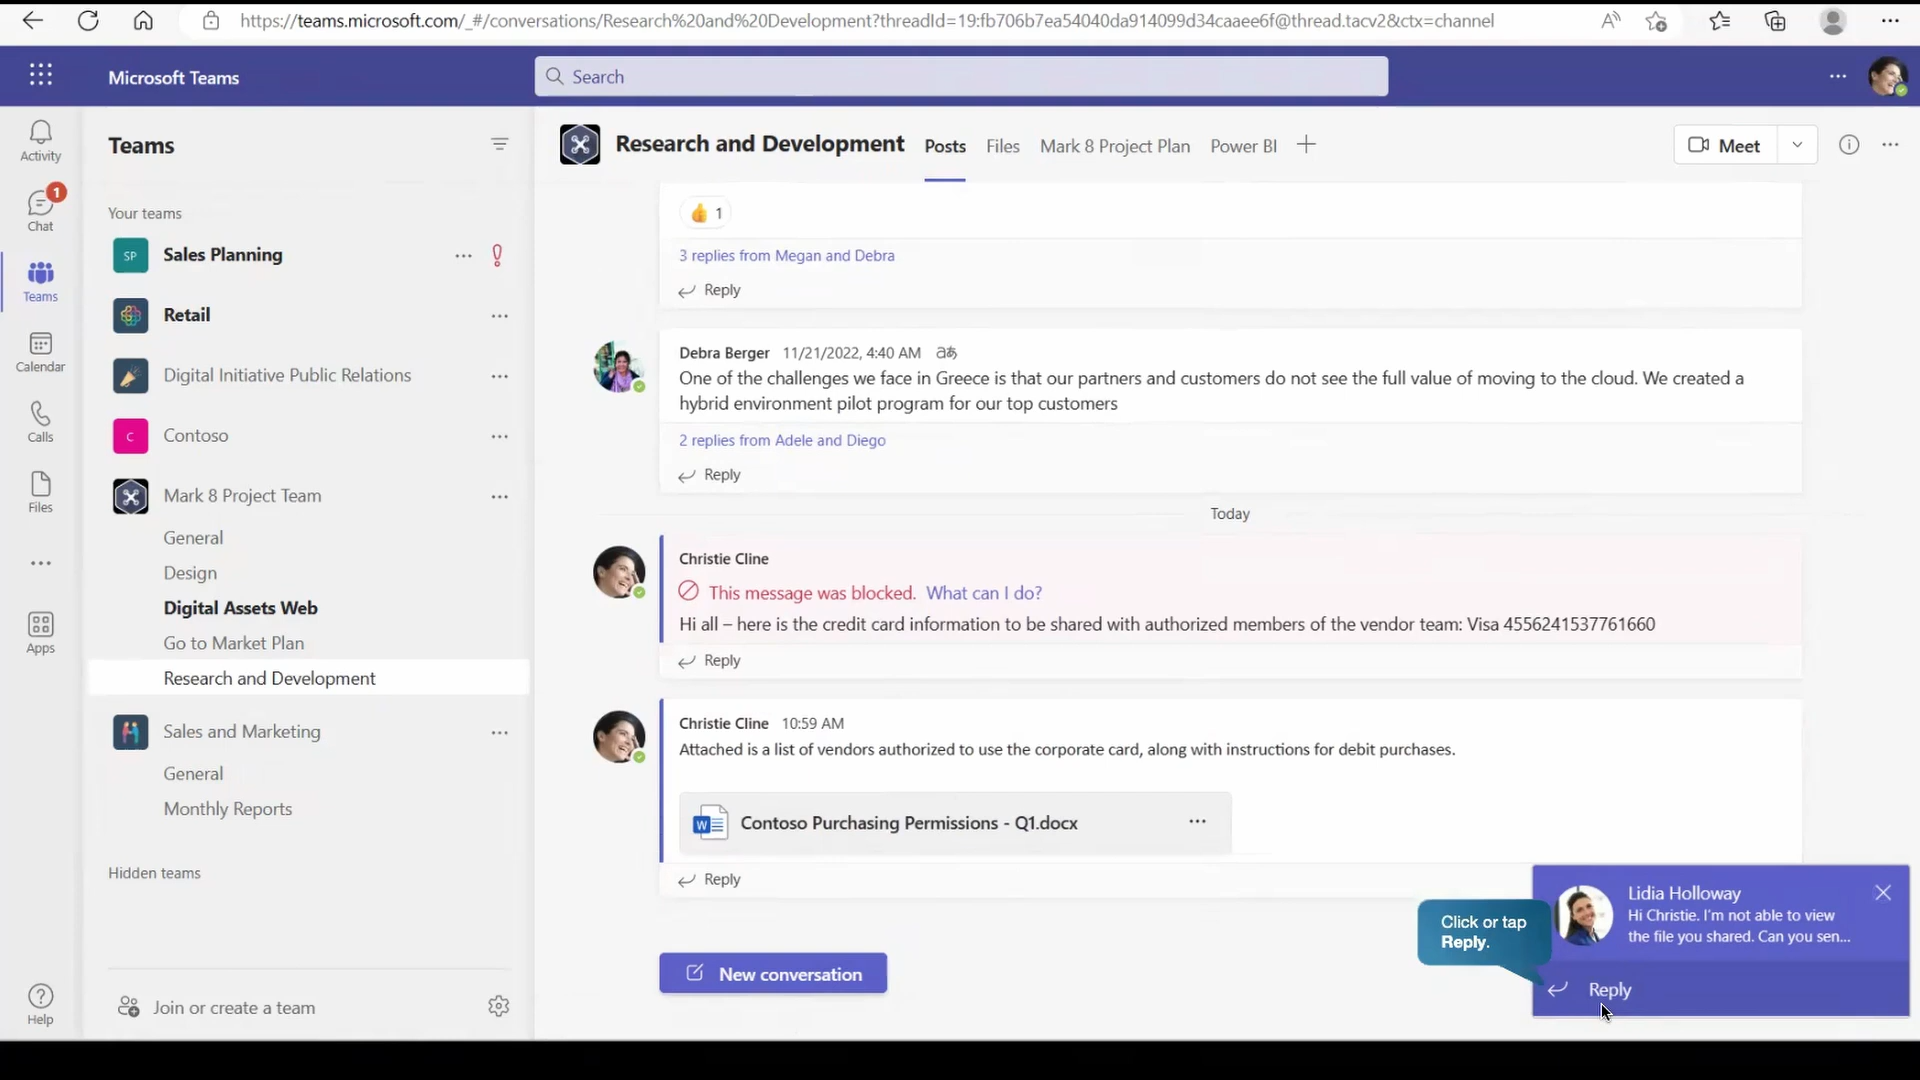 https://teams.microsoft.com/_#/conversations/Research%20and%20Development?threadId=19:fb706b7ea54040da914099d34caaee6f@thread.tacv2&ctx=channel
Microsoft Teams
Search
Activity
Chat
1
Teams
Calendar
Calls
Files
Apps
Help
Teams
Your teams
SP
Sales Planning
Retail
Digital Initiative Public Relations
C
Contoso
Mark 8 Project Team
General
Design
Digital Assets Web
Go to Market Plan
Research and Development
Sales and Marketing
General
Monthly Reports
Hidden teams
Join or create a team
Research and Development
Posts
Files
Mark 8 Project Plan
Power BI
Meet
👍 1
3 replies from Megan and Debra
Reply
Debra Berger 11/21/2022, 4:40 AM
One of the challenges we face in Greece is that our partners and customers do not see the full value of moving to the cloud. We created a
hybrid environment pilot program for our top customers
2 replies from Adele and Diego
Reply
Today
Christie Cline
This message was blocked. What can I do?
Hi all – here is the credit card information to be shared with authorized members of the vendor team: Visa 4556241537761660
Reply
Christie Cline 10:59 AM
Attached is a list of vendors authorized to use the corporate card, along with instructions for debit purchases.
Contoso Purchasing Permissions - Q1.docx
Reply
New conversation
Click or tap
Reply.
Lidia Holloway
Hi Christie. I'm not able to view
the file you shared. Can you sen...
Reply